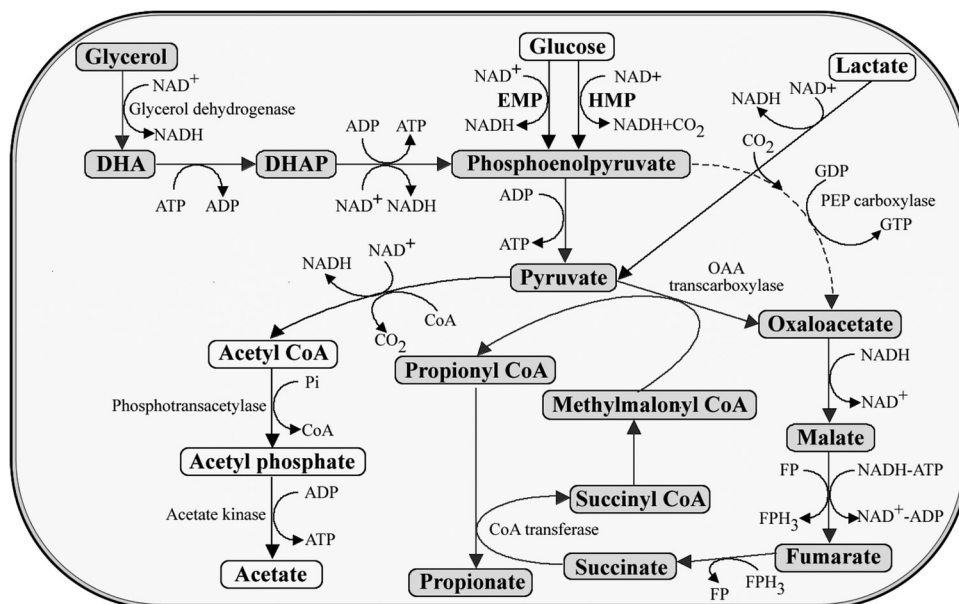 Glycerol
NAD+
Glycerol dehydrogenase
NADH
DHA
ATP
ADP
DHAP
ADP
ATP
NAD+
NADH
Glucose
NAD+
NAD+
EMP
HMP
NADH
NADH+CO2
Phosphoenolpyruvate
Lactate
NADH
NAD+
CO2
GDP
PEP carboxylase
GTP
ADP
ATP
Pyruvate
OAA
transcarboxylase
Oxaloacetate
NADH
NAD+
CoA
CO2
Acetyl CoA
Pi
Phosphotransacetylase
CoA
Acetyl phosphate
ADP
Acetate kinase
ATP
Acetate
Propionyl CoA
Methylmalonyl CoA
Succinyl CoA
CoA transferase
Propionate
Succinate
NADH
NAD+
Malate
FP
NADH-ATP
FPH3
NAD+-ADP
Fumarate
FP
FPH3